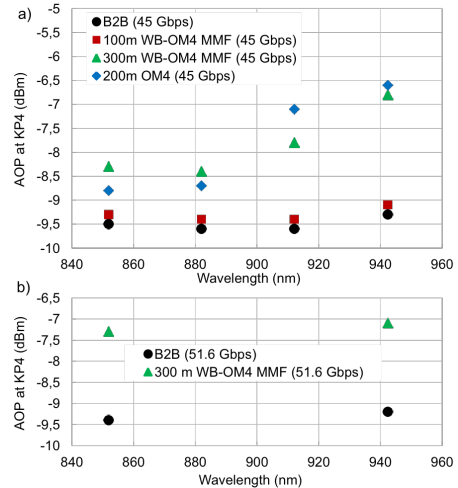 a)
-5
-5,5
-6
-6,5
-7
-7,5
-8
-8,5
-9
-9,5
-10
AOP at KP4 (dBm)
B2B (45 Gbps)
100m WB-OM4 MMF (45 Gbps)
300m WB-OM4 MMF (45 Gbps)
200m OM4 (45 Gbps)
840 860 880 900 920 940 960
Wavelength (nm)
b)
-6,5
-7
-7,5
-8
-8,5
-9
-9,5
-10
AOP at KP4 (dBm)
B2B (51.6 Gbps)
300 m WB-OM4 MMF (51.6 Gbps)
840 860 880 900 920 940 960
Wavelength (nm)